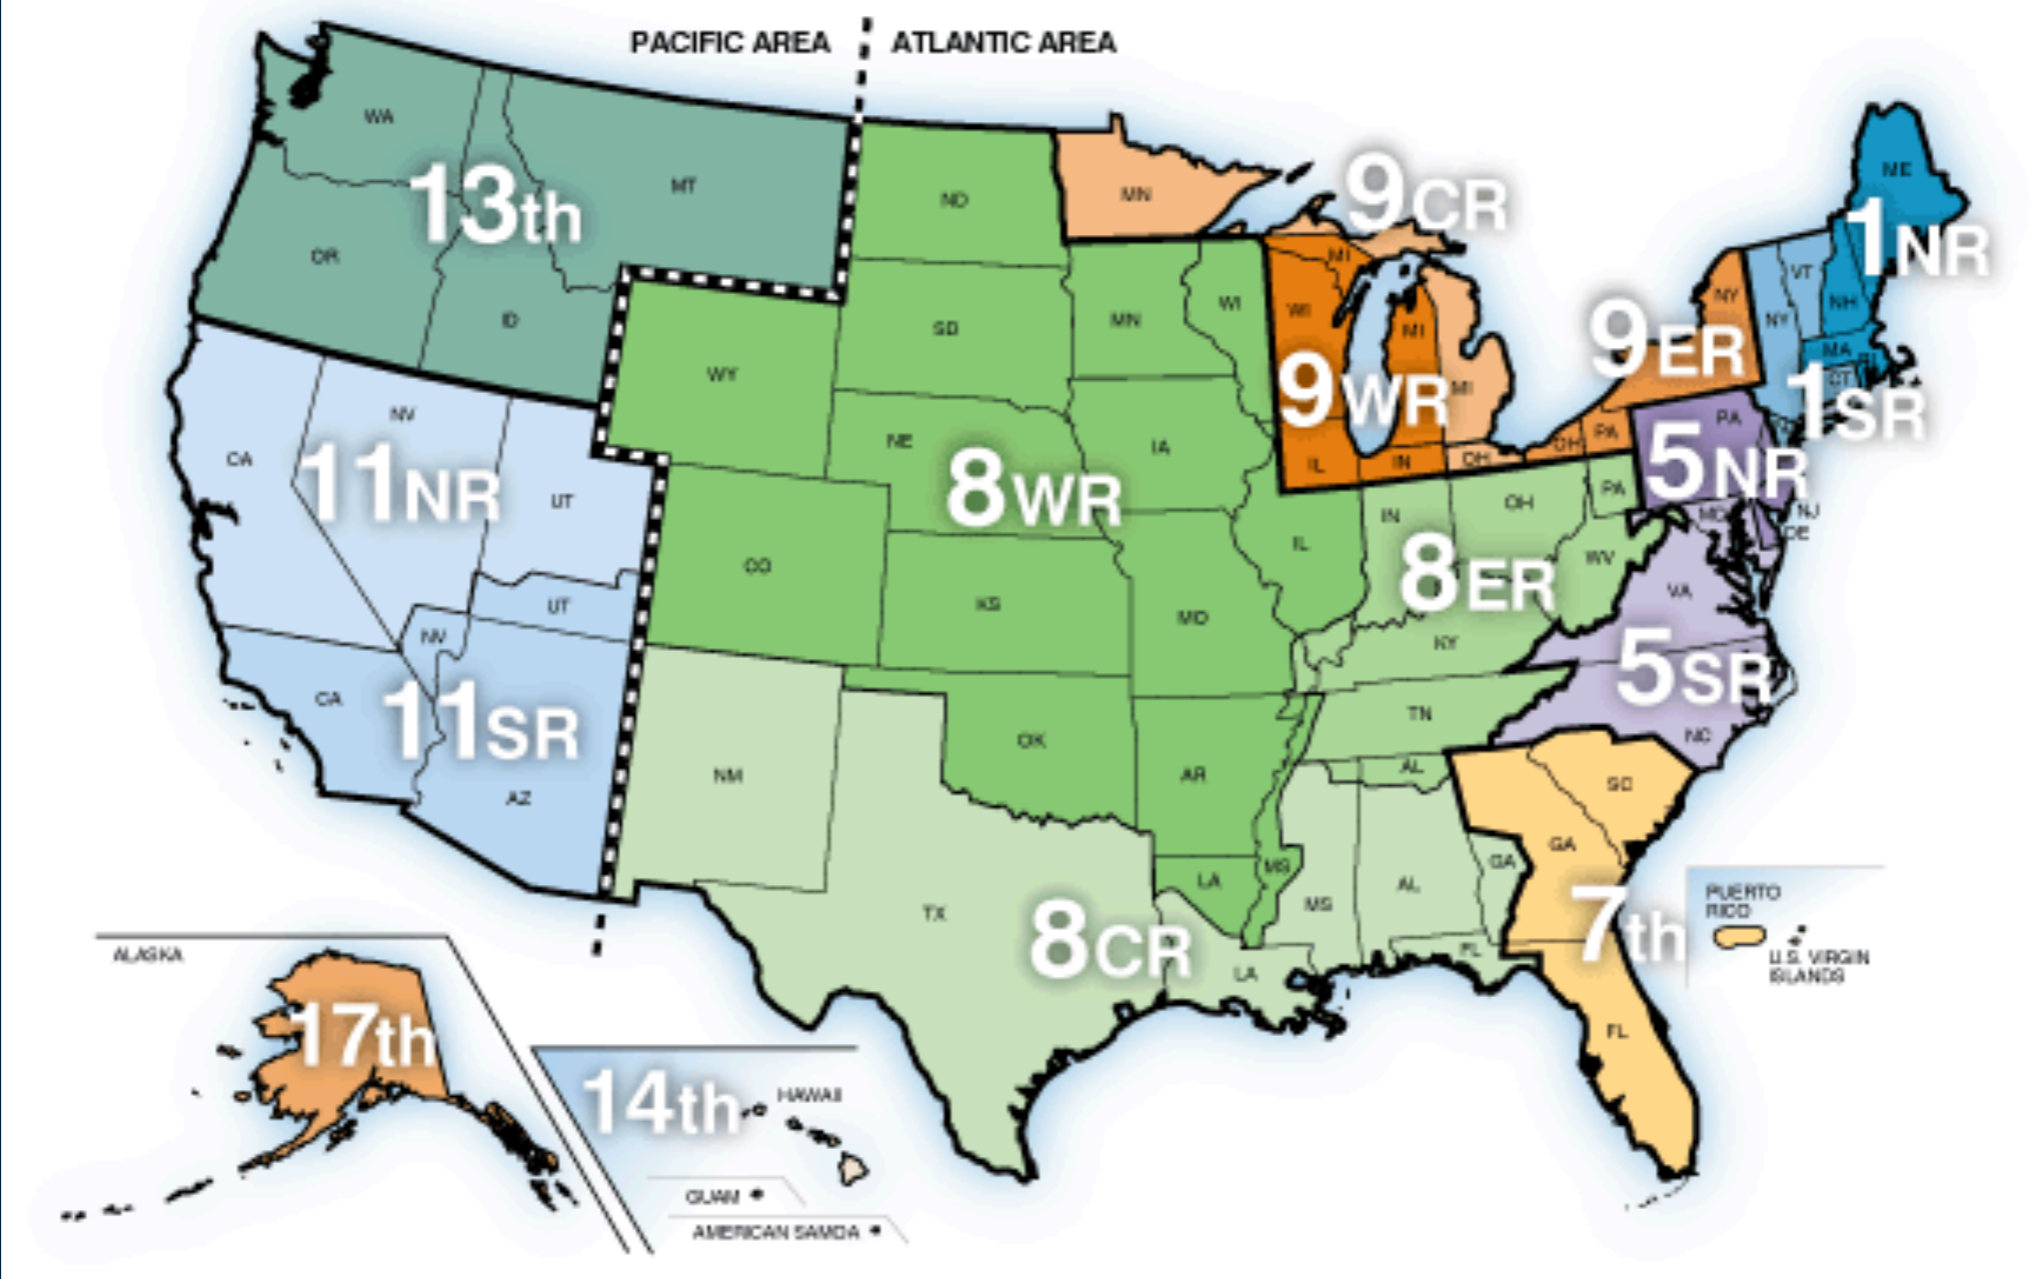 PACIFIC AREA
ATLANTIC AREA
WA
MT
ND
MN
9CR
ME
13th
1NR
OR
ID
SD
MN
WI
WI
MI
MI
MI
9WR
NY
9ER
NY
VT
NH
MA
RI
CT
1SR
WY
NV
CA
11NR
UT
NE
8WR
IA
IL
IN
OH
OH
PA
PA
5NR
NJ
MD
DE
CO
KS
MO
IL
IN
OH
PA
8ER
WV
VA
KY
5SR
UT
NV
CA
11SR
AZ
NM
OK
AR
TN
NC
AL
SC
GA
GA
7th
TX
8CR
LA
MS
MS
AL
LA
FL
FL
PUERTO
RICO
U.S. VIRGIN
ISLANDS
ALASKA
17th
14th
HAWAII
GUAM
AMERICAN SAMOA